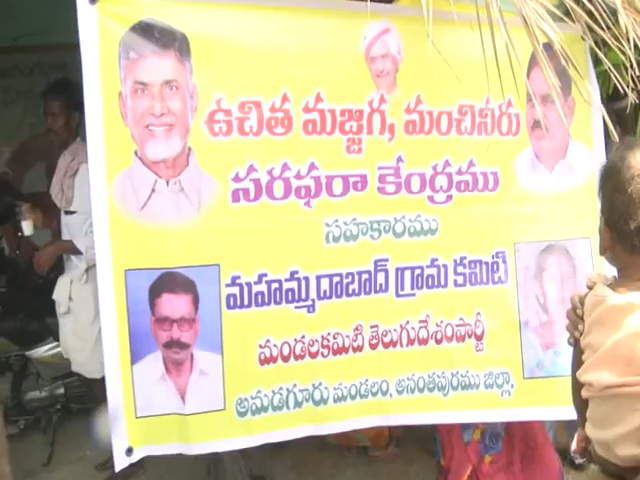 ఉచిత మజ్జిగ, మంచినీరు
సరఫరా కేంద్రము
సహకారము
మహమ్మదాబాద్ గ్రామ కమిటి
మండలకమిటి తెలుగుదేశంపార్టీ
అమడగూరు మండలం, అనంతపురము జిల్లా.